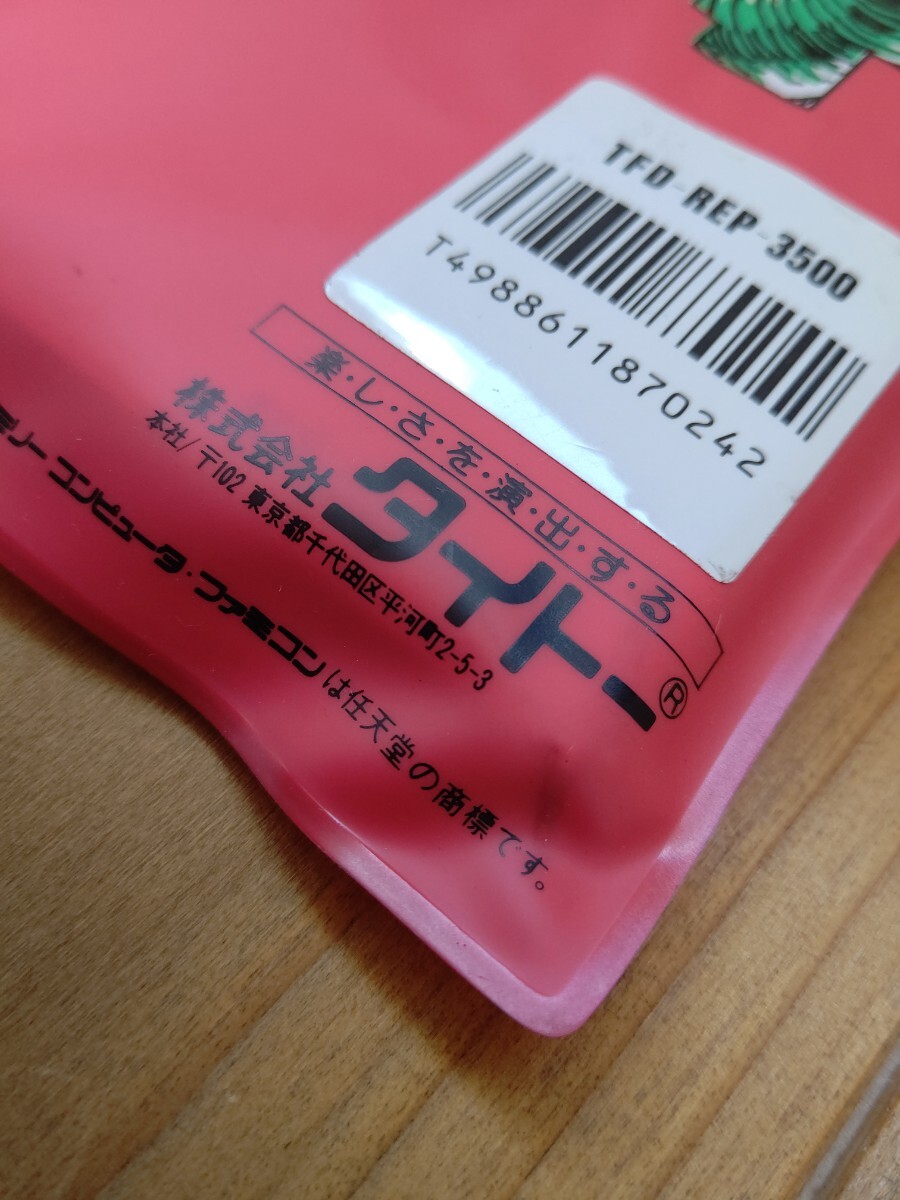 TFD-REP-3500
T4988611870242
楽・し・さ・を・演・出・す・る
株式会社 タイトー®
本社/〒102 東京都千代田区平河町2-5-3
ミリーコンピュータ・ファミコンは任天堂の商標です。